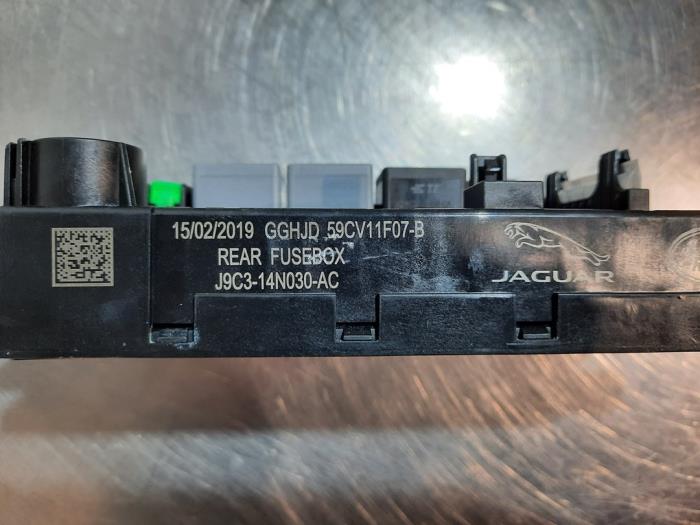 15/02/2019 GGHJD 59CV11F07-B
REAR FUSEBOX
J9C3-14N030-AC
JAGUAR